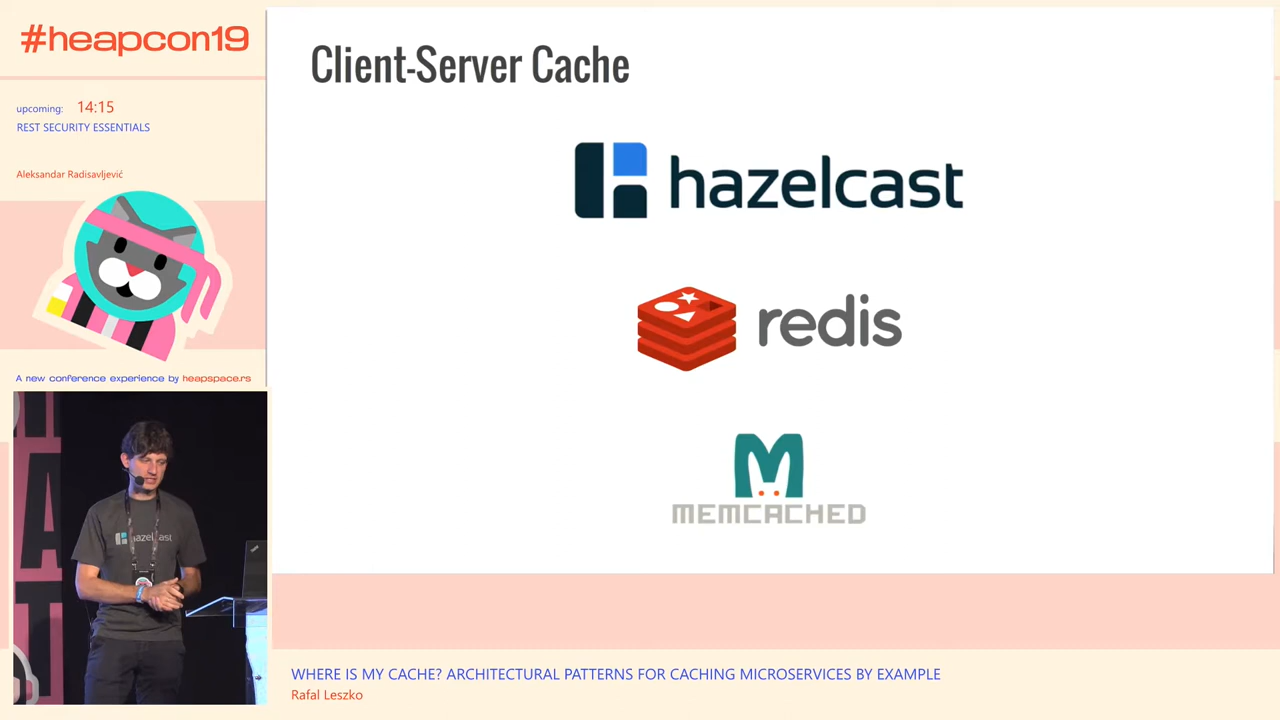 #heapcon19
upcoming: 14:15
REST SECURITY ESSENTIALS
Aleksandar Radisavljević
A new conference experience by heapspace.rs
Client-Server Cache
hazelcast
redis
MEMCACHED
hazelcast
WHERE IS MY CACHE? ARCHITECTURAL PATTERNS FOR CACHING MICROSERVICES BY EXAMPLE
Rafal Leszko